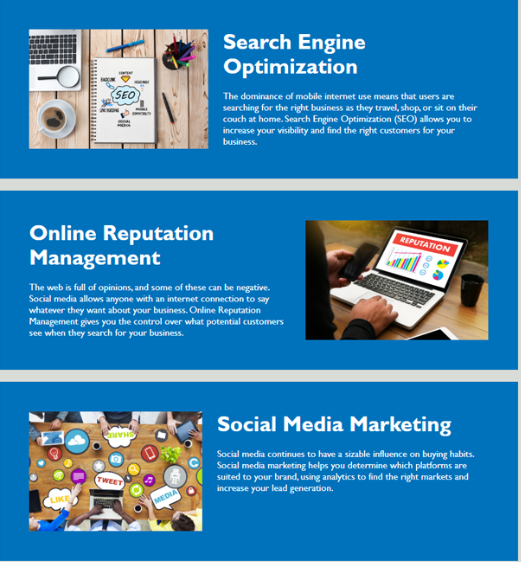 Search Engine
Optimization
The dominance of mobile internet use means that users are
searching for the right business as they travel, shop, or sit on their
couch at home. Search Engine Optimization (SEO) allows you to
increase your visibility and find the right customers for your
business.
CONTENT
BACKLINK
SEO
SOCIAL
MEDIA
Online Reputation
Management
The web is full of opinions, and some of these can be negative.
Social media allows anyone with an internet connection to say
whatever they want about your business. Online Reputation
Management gives you the control over what potential customers
see when they search for your business.
REPUTATION
Social Media Marketing
Social media continues to have a sizable influence on buying habits.
Social media marketing helps you determine which platforms are
suited to your brand, using analytics to find the right markets and
increase your lead generation.
SHARE
TWEET
LIKE
MEDIA